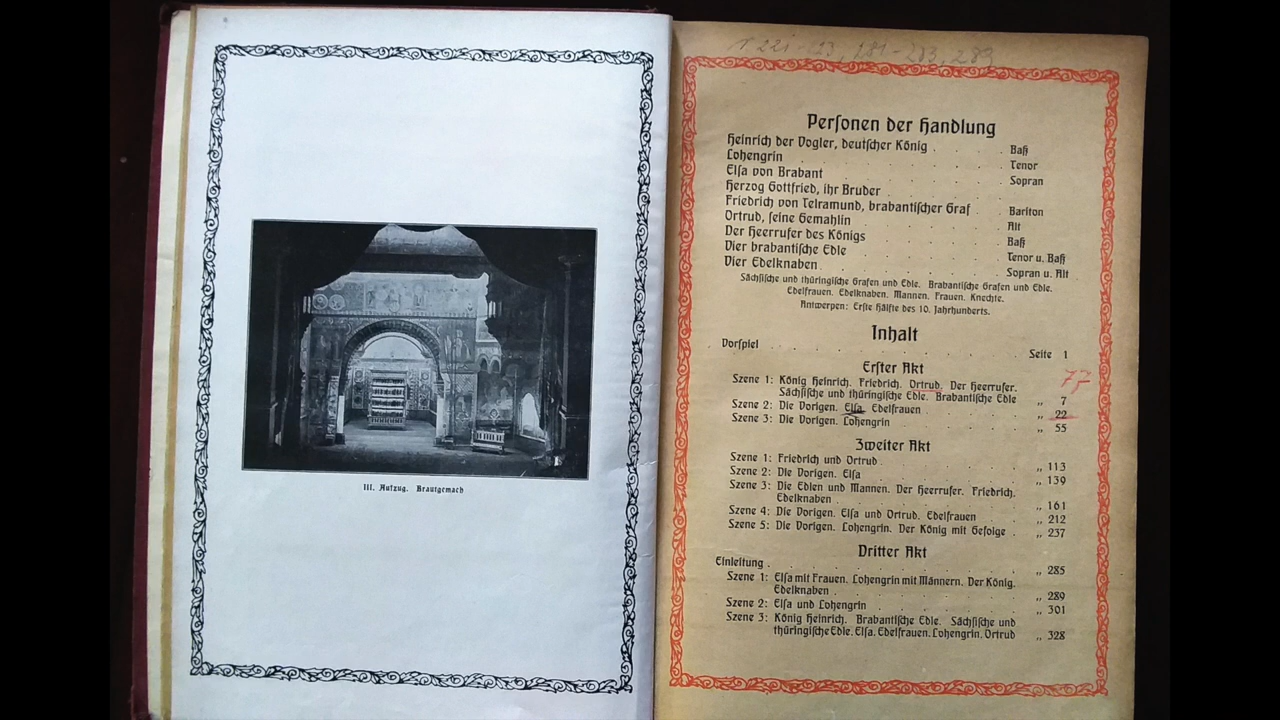 III. Aufzug. Brautgemach
Personen der Handlung
Heinrich der Vogler, deutſcher König . . . . Baß
Lohengrin . . . . Tenor
Elſa von Brabant . . . . Sopran
Herzog Gottfried, ihr Bruder . . . .
Friedrich von Telramund, brabantiſcher Graf . . Bariton
Ortrud, ſeine Gemahlin . . . . Alt
Der Heerrufer des Königs . . . . Baß
Vier brabantiſche Edle . . . . Tenor u. Baß
Vier Edelknaben . . . . Sopran u. Alt
Sächſiſche und thüringiſche Grafen und Edle. Brabantiſche Grafen und Edle.
Edelfrauen. Edelknaben. Mannen. Frauen. Knechte.
Antwerpen: Erſte Hälfte des 10. Jahrhunderts.
Inhalt
Vorſpiel . . . . Seite 1
Erſter Akt
77
Szene 1: König Heinrich. Friedrich. Ortrud. Der Heerrufer.
Sächſiſche und thüringiſche Edle. Brabantiſche Edle „ 7
Szene 2: Die Vorigen. Elſa. Edelfrauen . . . . „ 22
Szene 3: Die Vorigen. Lohengrin . . . . „ 55
Zweiter Akt
Szene 1: Friedrich und Ortrud . . . . „ 113
Szene 2: Die Vorigen. Elſa . . . . „ 139
Szene 3: Die Edlen und Mannen. Der Heerrufer. Friedrich.
Edelknaben . . . . „ 161
Szene 4: Die Vorigen. Elſa und Ortrud. Edelfrauen . . „ 212
Szene 5: Die Vorigen. Lohengrin. Der König mit Gefolge . „ 237
Dritter Akt
Einleitung . . . . „ 285
Szene 1: Elſa mit Frauen. Lohengrin mit Männern. Der König.
Edelknaben . . . . „ 289
Szene 2: Elſa und Lohengrin . . . . „ 301
Szene 3: König Heinrich. Brabantiſche Edle. Sächſiſche und
thüringiſche Edle. Elſa. Edelfrauen. Lohengrin. Ortrud „ 328